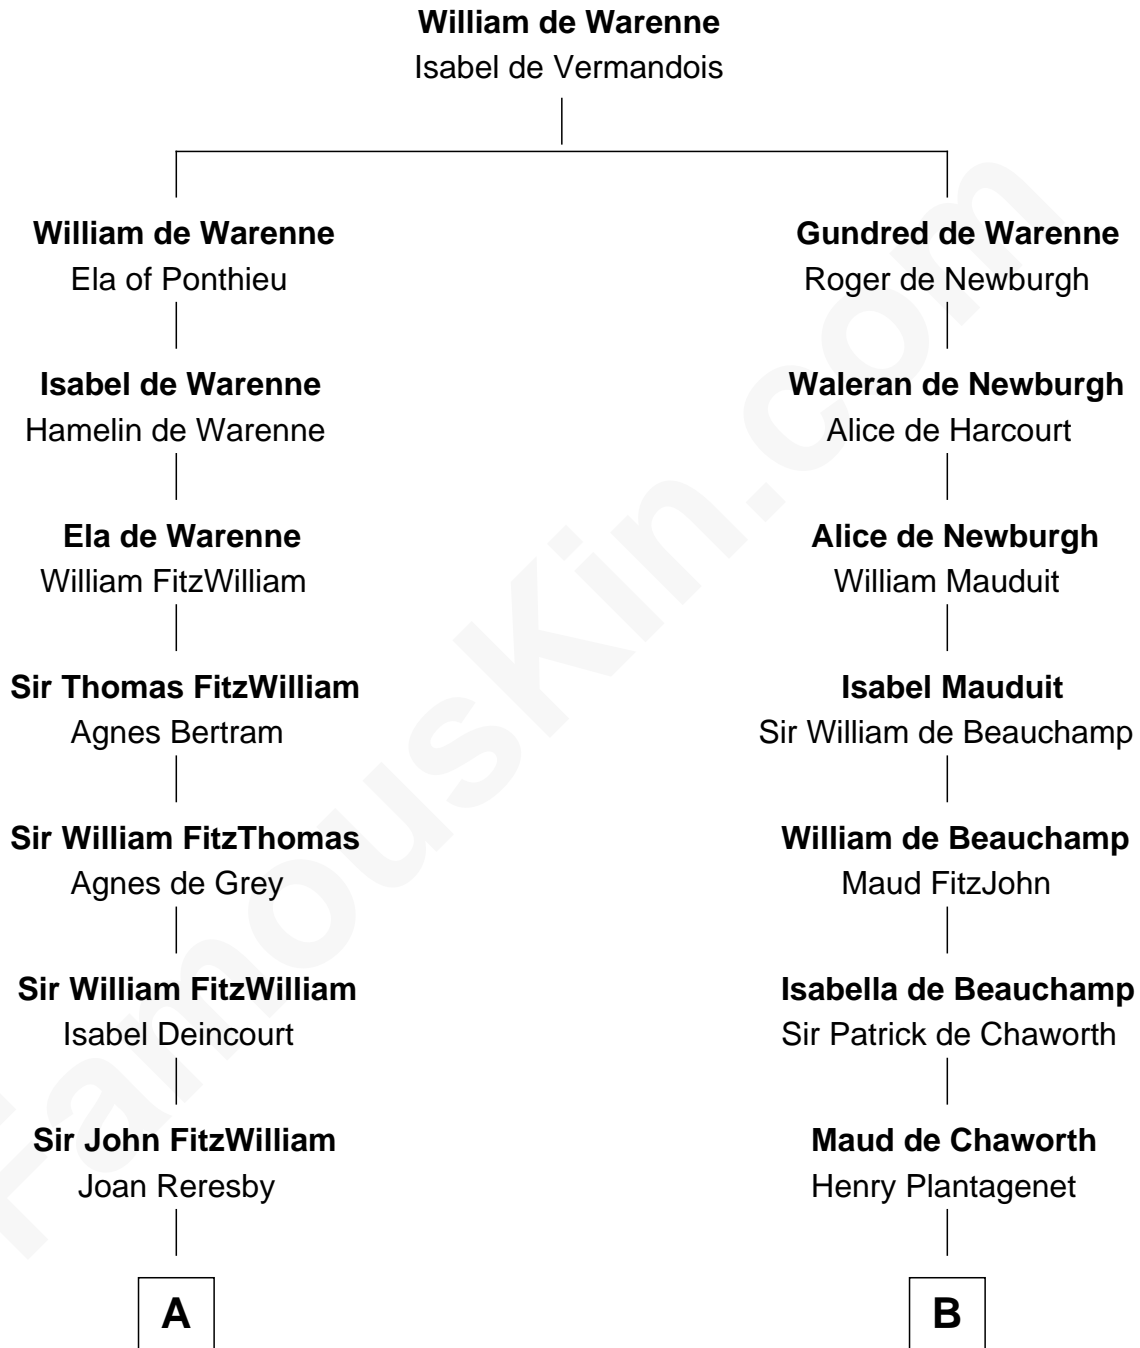 William de Warenne
Isabel de Vermandois
William de Warenne
Ela of Ponthieu
Gundred de Warenne
Roger de Newburgh
Isabel de Warenne
Hamelin de Warenne
Waleran de Newburgh
Alice de Harcourt
Ela de Warenne
William FitzWilliam
Alice de Newburgh
William Mauduit
Sir Thomas FitzWilliam
Agnes Bertram
Isabel Mauduit
Sir William de Beauchamp
Sir William FitzThomas
Agnes de Grey
William de Beauchamp
Maud FitzJohn
Sir William FitzWilliam
Isabel Deincourt
Isabella de Beauchamp
Sir Patrick de Chaworth
Sir John FitzWilliam
Joan Reresby
Maud de Chaworth
Henry Plantagenet
A
B
FamousKin.com